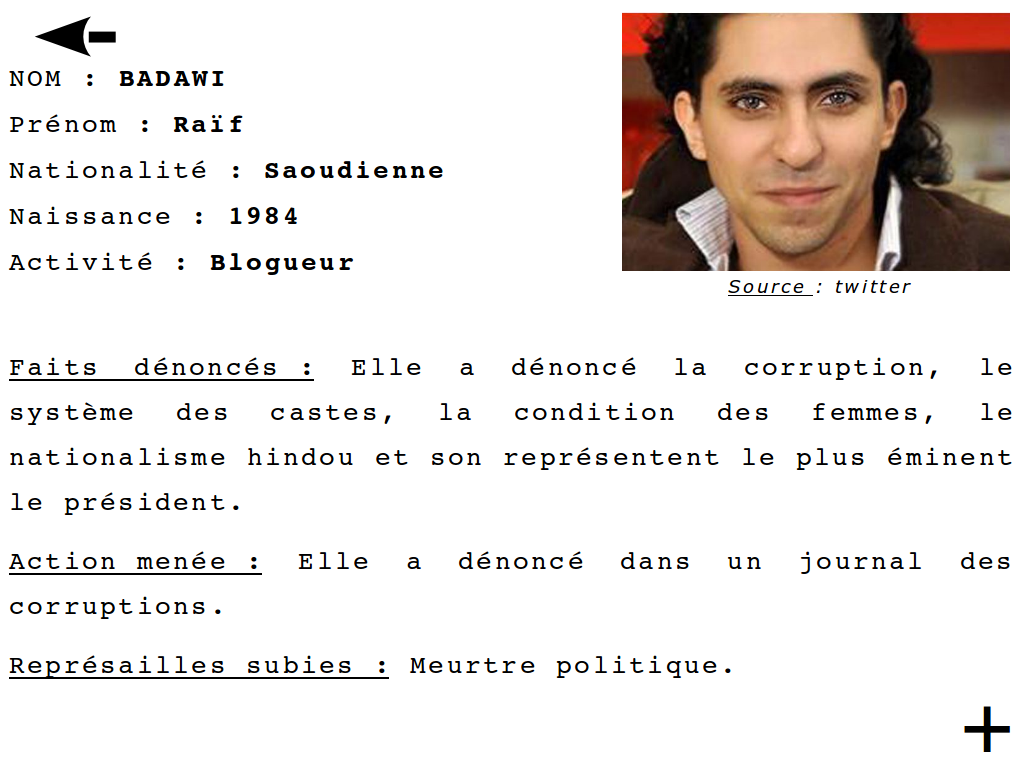 NOM : BADAWI
Prénom : Raïf
Nationalité : Saoudienne
Naissance : 1984
Activité : Blogueur
Source : twitter
Faits dénoncés : Elle a dénoncé la corruption, le
système des castes, la condition des femmes, le
nationalisme hindou et son représentent le plus éminent
le président.
Action menée : Elle a dénoncé dans un journal des
corruptions.
Représailles subies : Meurtre politique.